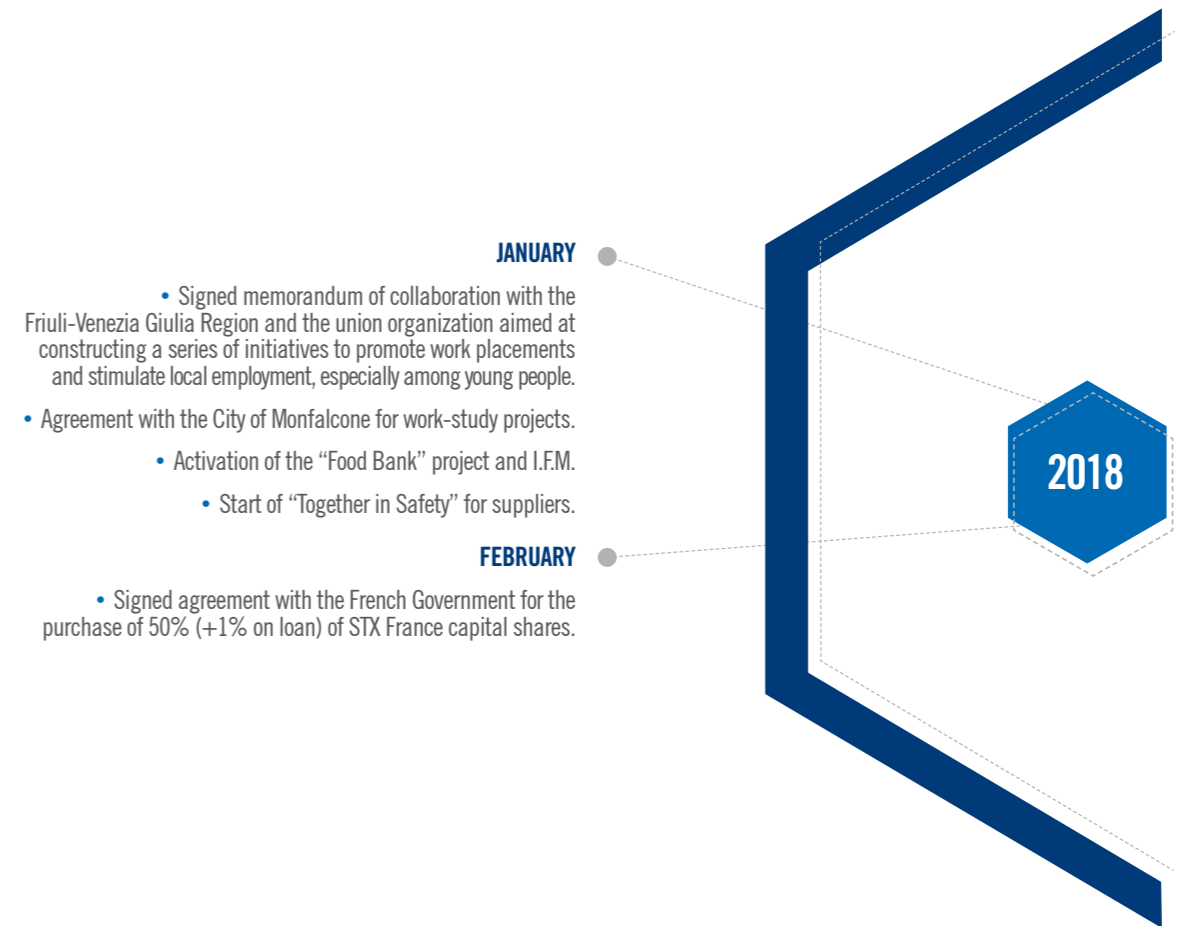 JANUARY
• Signed memorandum of collaboration with the
Friuli-Venezia Giulia Region and the union organization aimed at
constructing a series of initiatives to promote work placements
and stimulate local employment, especially among young people.
• Agreement with the City of Monfalcone for work-study projects.
• Activation of the “Food Bank” project and I.F.M.
• Start of “Together in Safety” for suppliers.
FEBRUARY
• Signed agreement with the French Government for the
purchase of 50% (+1% on loan) of STX France capital shares.
2018